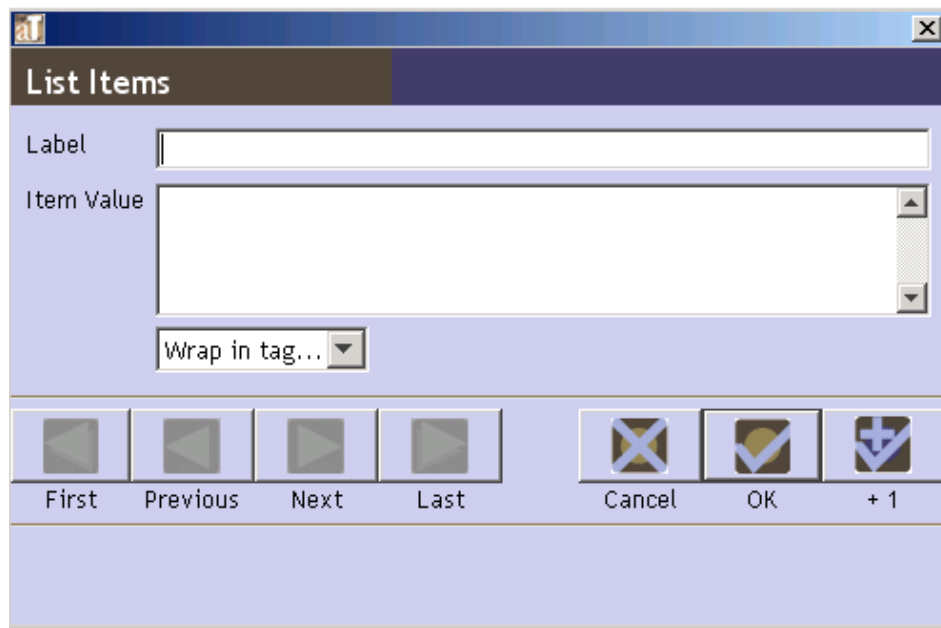 aT
List Items
Label
Item Value
Wrap in tag...
First Previous Next Last Cancel OK + 1